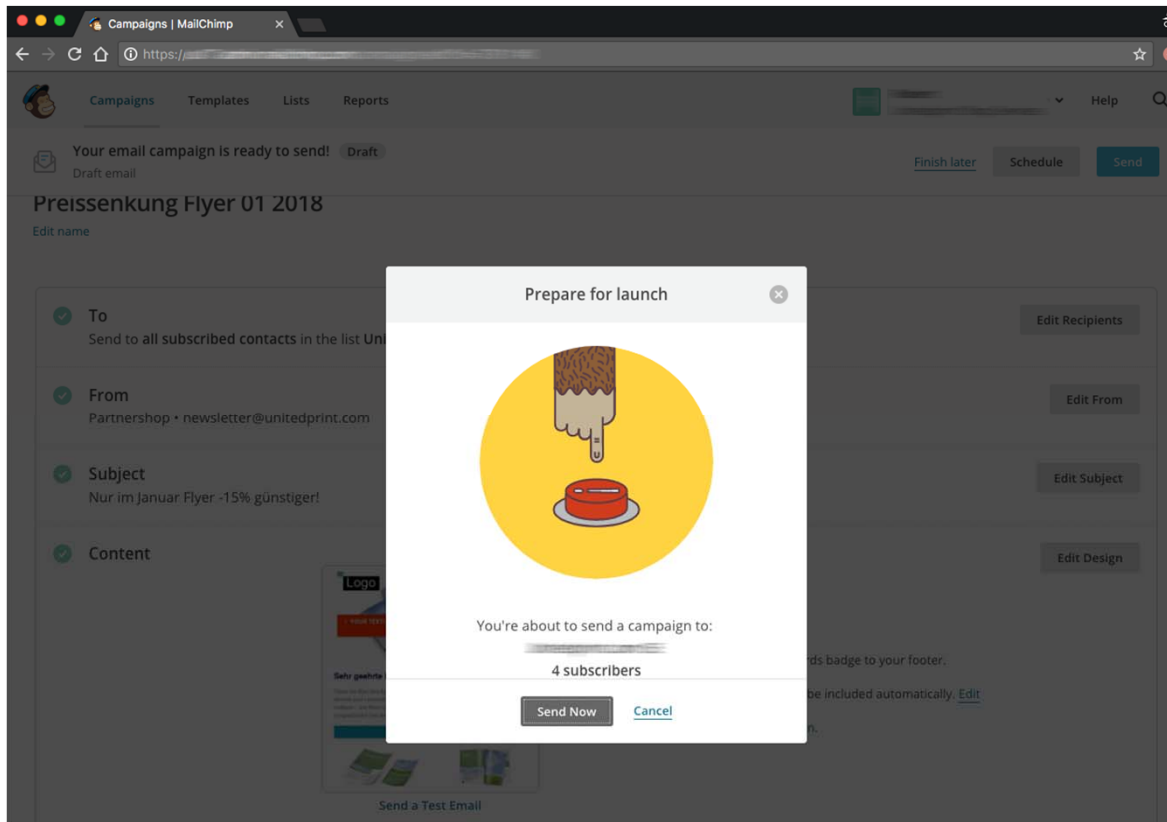 Campaigns | MailChimp
https://
Campaigns Templates Lists Reports Help
Your email campaign is ready to send! Draft
Draft email
Finish later Schedule Send
Preissenkung Flyer 01 2018
Edit name
Prepare for launch
To
Send to all subscribed contacts in the list Uni
Edit Recipients
From
Partnershop • newsletter@unitedprint.com
Edit From
Subject
Nur im Januar Flyer -15% günstiger!
Edit Subject
Content
Edit Design
Logo
Sehr geehrte
You're about to send a campaign to:
4 subscribers
Send Now Cancel
rds badge to your footer.
be included automatically. Edit
n.
Send a Test Email